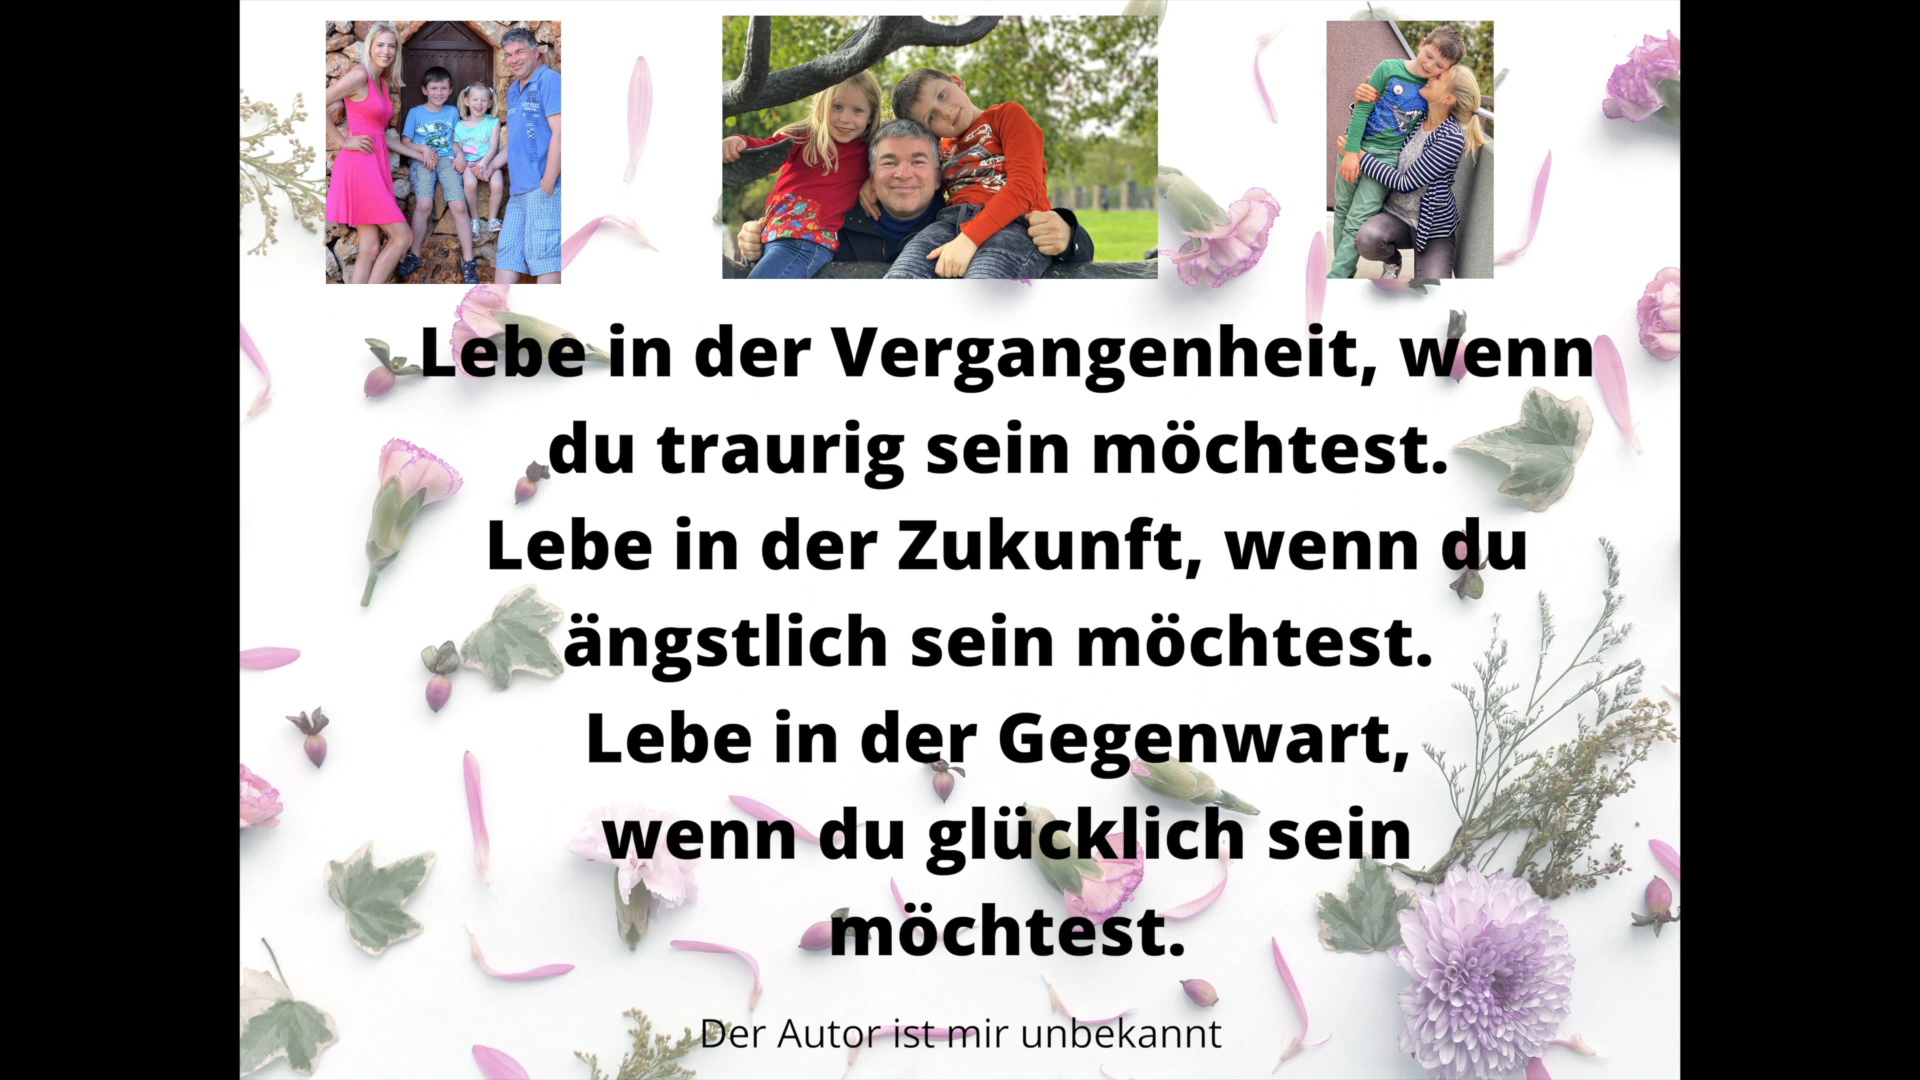 Lebe in der Vergangenheit, wenn
du traurig sein möchtest.
Lebe in der Zukunft, wenn du
ängstlich sein möchtest.
Lebe in der Gegenwart,
wenn du glücklich sein
möchtest.
Der Autor ist mir unbekannt